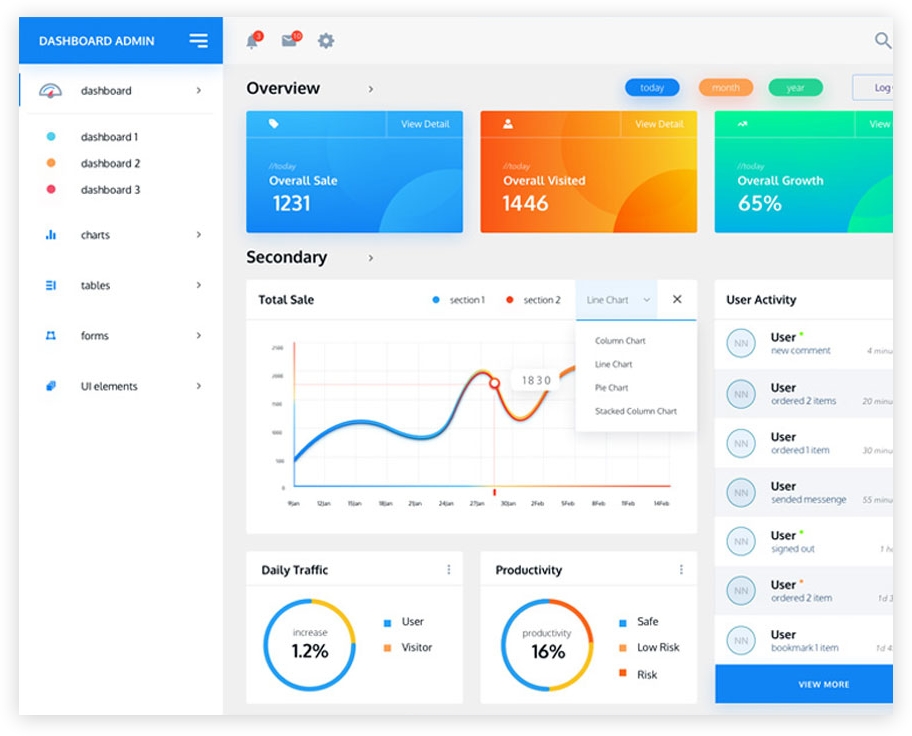 DASHBOARD ADMIN
3
10
dashboard
dashboard 1
dashboard 2
dashboard 3
charts
tables
forms
UI elements
Overview
today
month
year
Log
View Detail
//today
Overall Sale
1231
View Detail
//today
Overall Visited
1446
View
//today
Overall Growth
65%
Secondary
Total Sale
section 1
section 2
Line Chart
Column Chart
Line Chart
Pie Chart
Stacked Column Chart
2500
2000
1500
1000
500
0
1830
9Jan 12Jan 15Jan 18Jan 21Jan 24Jan 27Jan 30Jan 2Feb 5Feb 8Feb 11Feb 14Feb
User Activity
NN
User
new comment
4 minu
NN
User
ordered 2 items
20 minu
NN
User
ordered 1 item
30 minu
NN
User
sended messenge
55 minu
NN
User
signed out
1 h
NN
User
ordered 2 item
1d 3
NN
User
bookmark 1 item
1d 4
VIEW MORE
Daily Traffic
increase
1.2%
User
Visitor
Productivity
productivity
16%
Safe
Low Risk
Risk